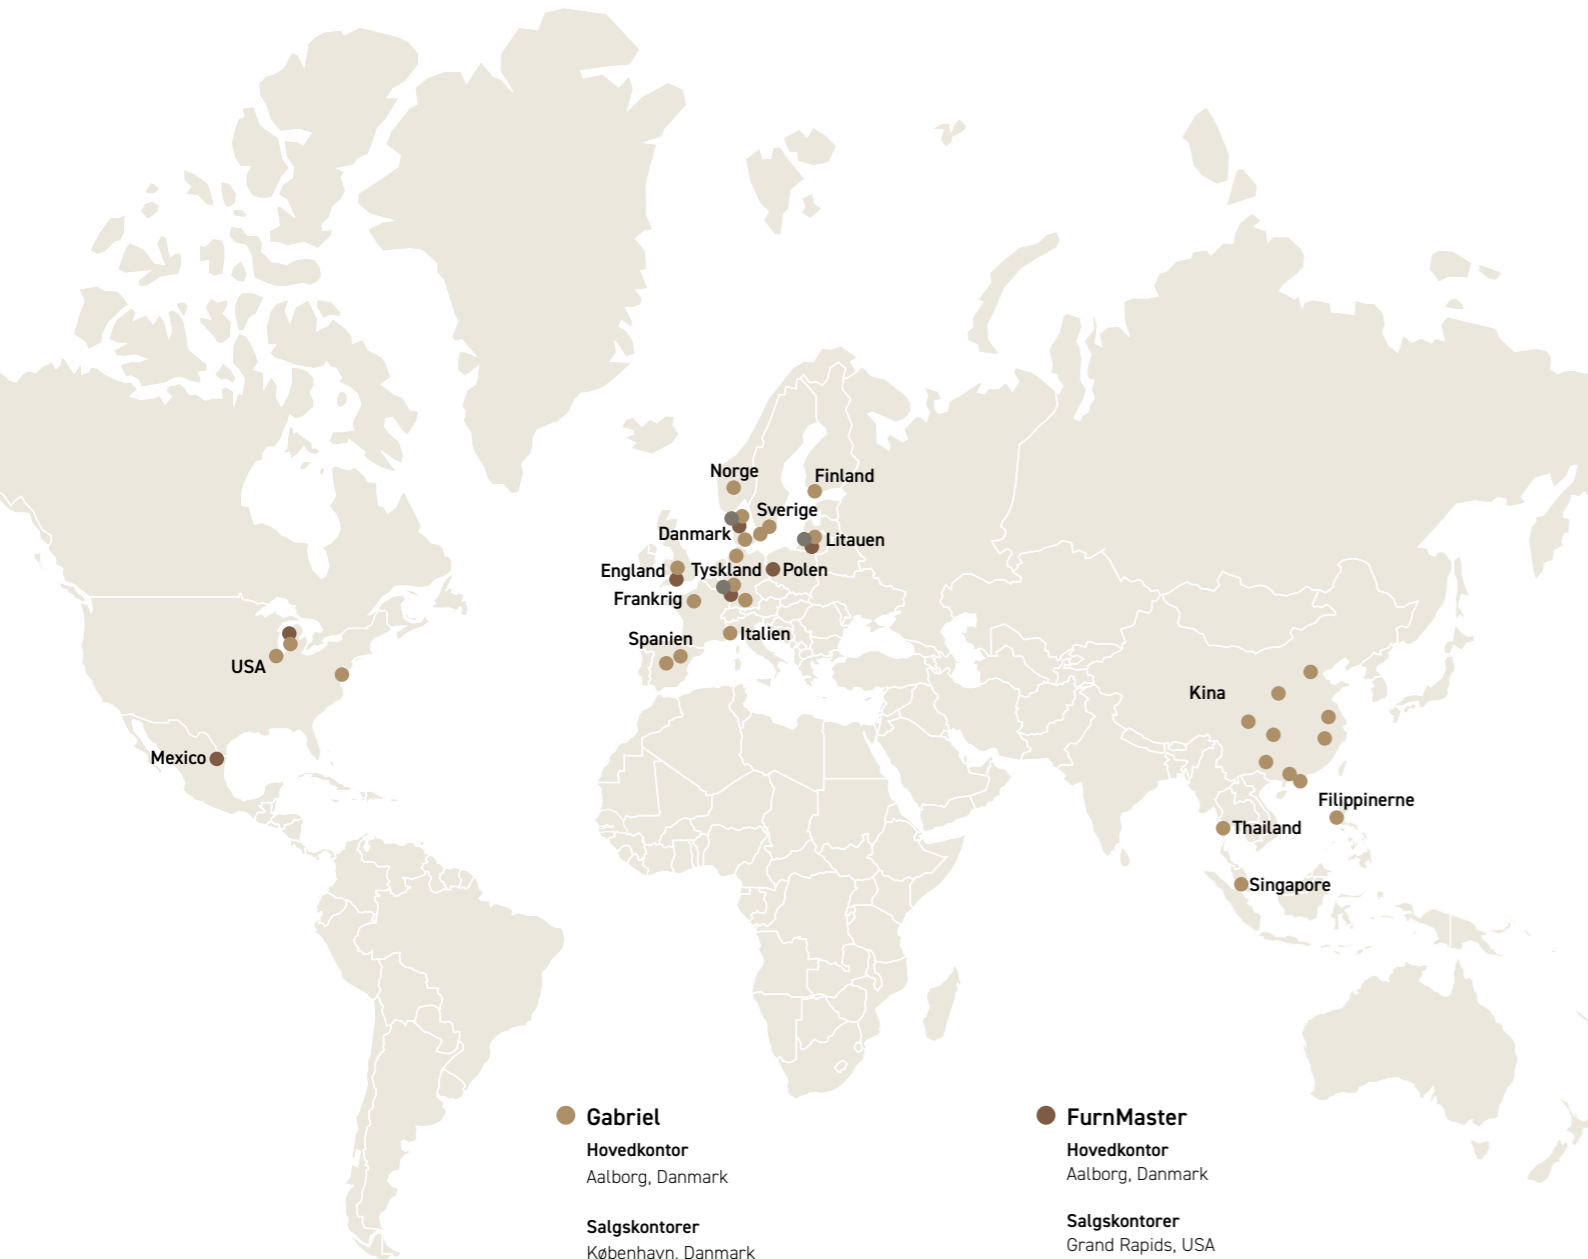 Norge
Finland
Sverige
Danmark
Litauen
England
Tyskland
Polen
Frankrig
Spanien
Italien
USA
Kina
Mexico
Filippinerne
Thailand
Singapore
Gabriel
Hovedkontor
Aalborg, Danmark
Salgskontorer
København, Danmark
FurnMaster
Hovedkontor
Aalborg, Danmark
Salgskontorer
Grand Rapids, USA